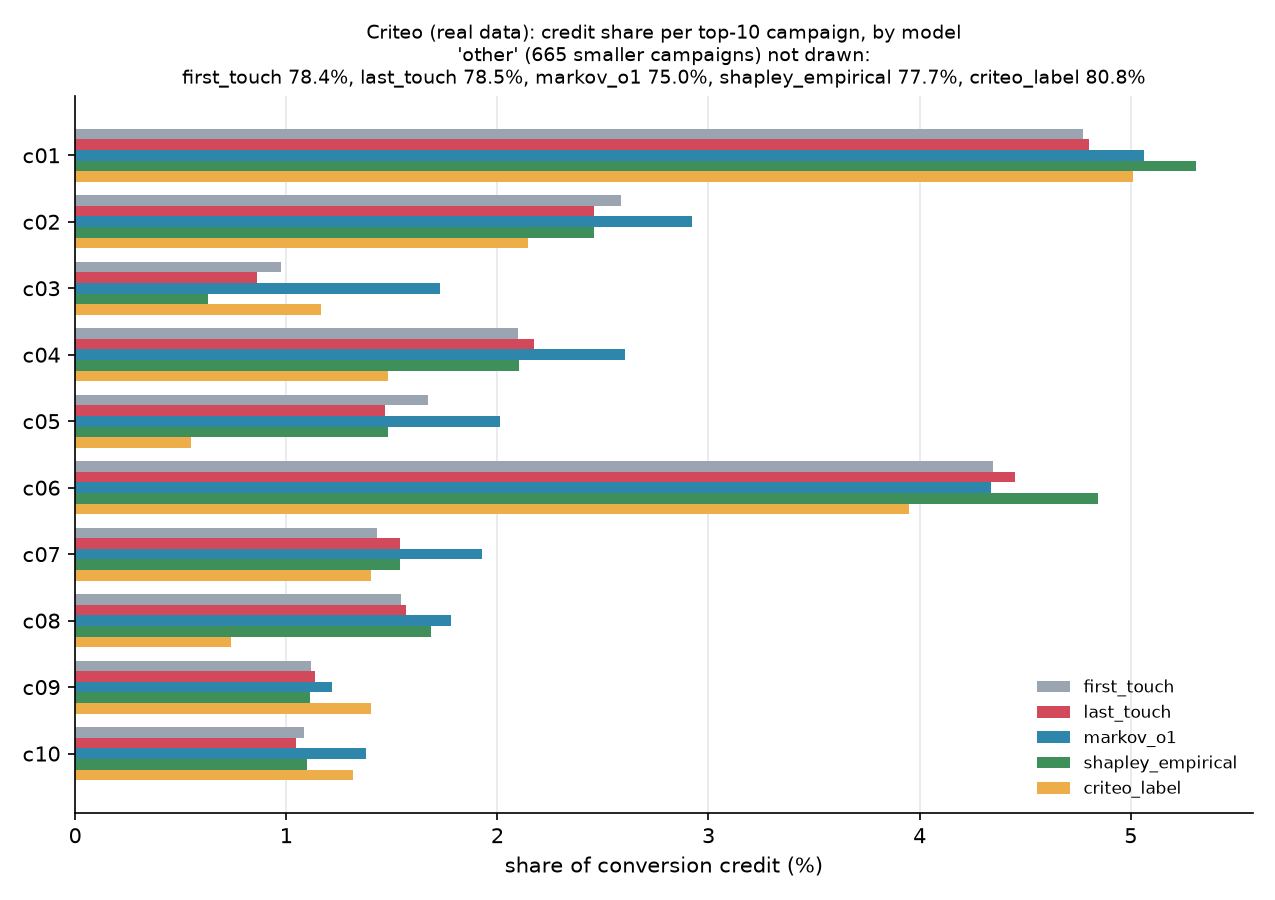 Criteo (real data): credit share per top-10 campaign, by model
'other' (665 smaller campaigns) not drawn:
first_touch 78.4%, last_touch 78.5%, markov_o1 75.0%, shapley_empirical 77.7%, criteo_label 80.8%
c01
c02
c03
c04
c05
c06
c07
c08
c09
c10
first_touch
last_touch
markov_o1
shapley_empirical
criteo_label
0 1 2 3 4 5
share of conversion credit (%)